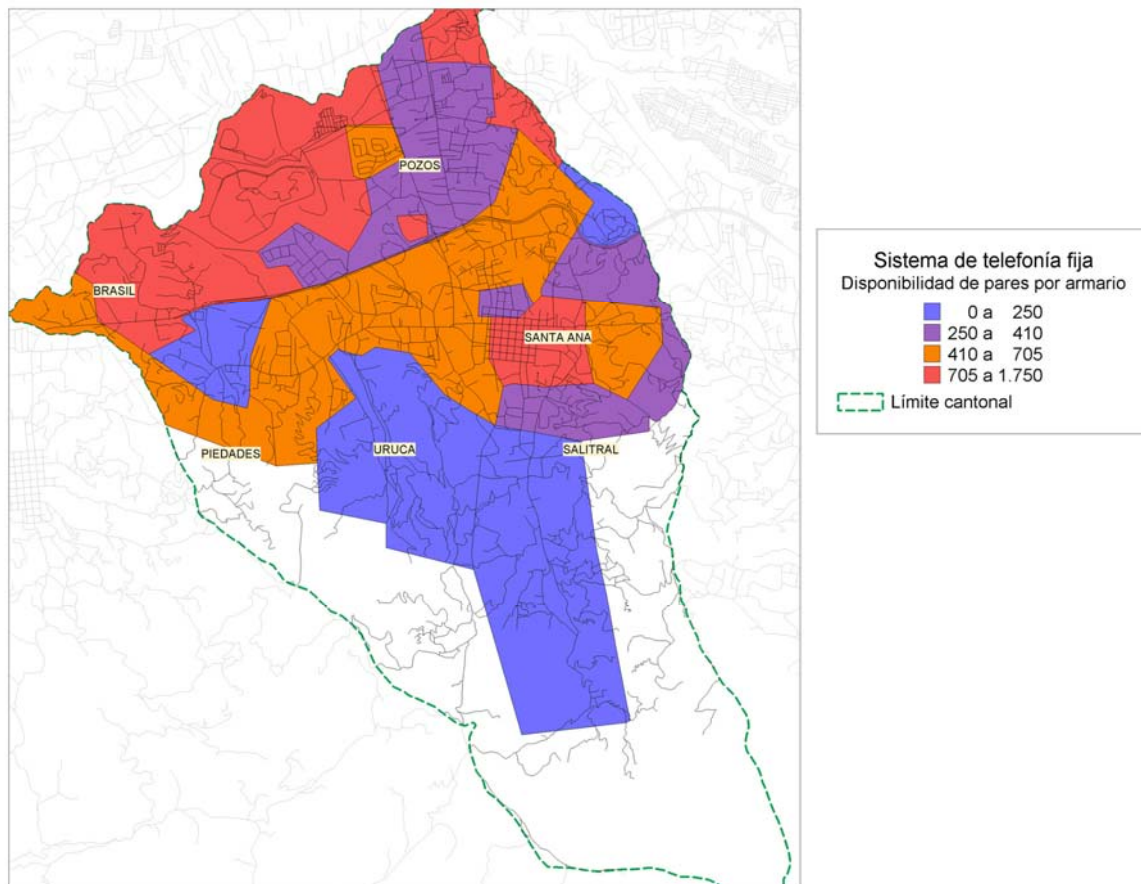 POZOS
BRASIL
SANTA ANA
PIEDADES
URUCA
SALITRAL
Sistema de telefonía fija
Disponibilidad de pares por armario
0 a 250
250 a 410
410 a 705
705 a 1.750
Límite cantonal